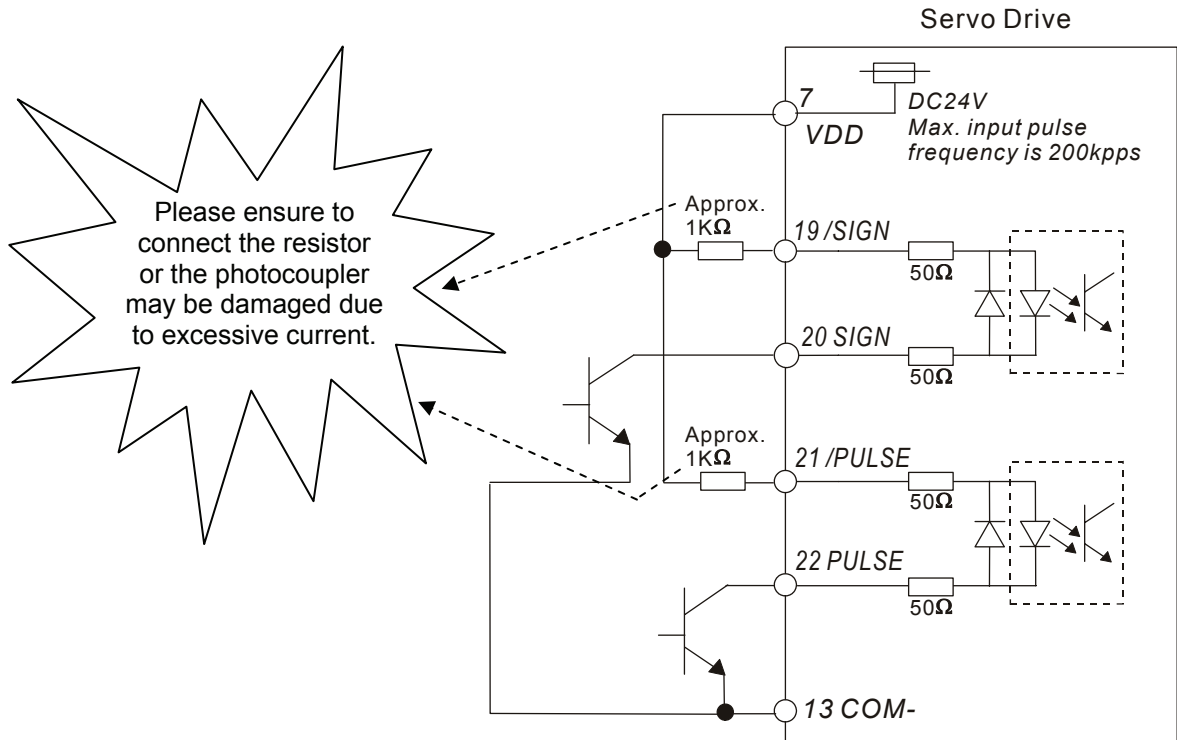 Servo Drive
7
VDD
DC24V
Max. input pulse
frequency is 200kpps
Please ensure to
connect the resistor
or the photocoupler
may be damaged due
to excessive current.
Approx.
1KΩ
19 /SIGN
50Ω
20 SIGN
50Ω
Approx.
1KΩ
21 /PULSE
50Ω
22 PULSE
50Ω
13 COM-